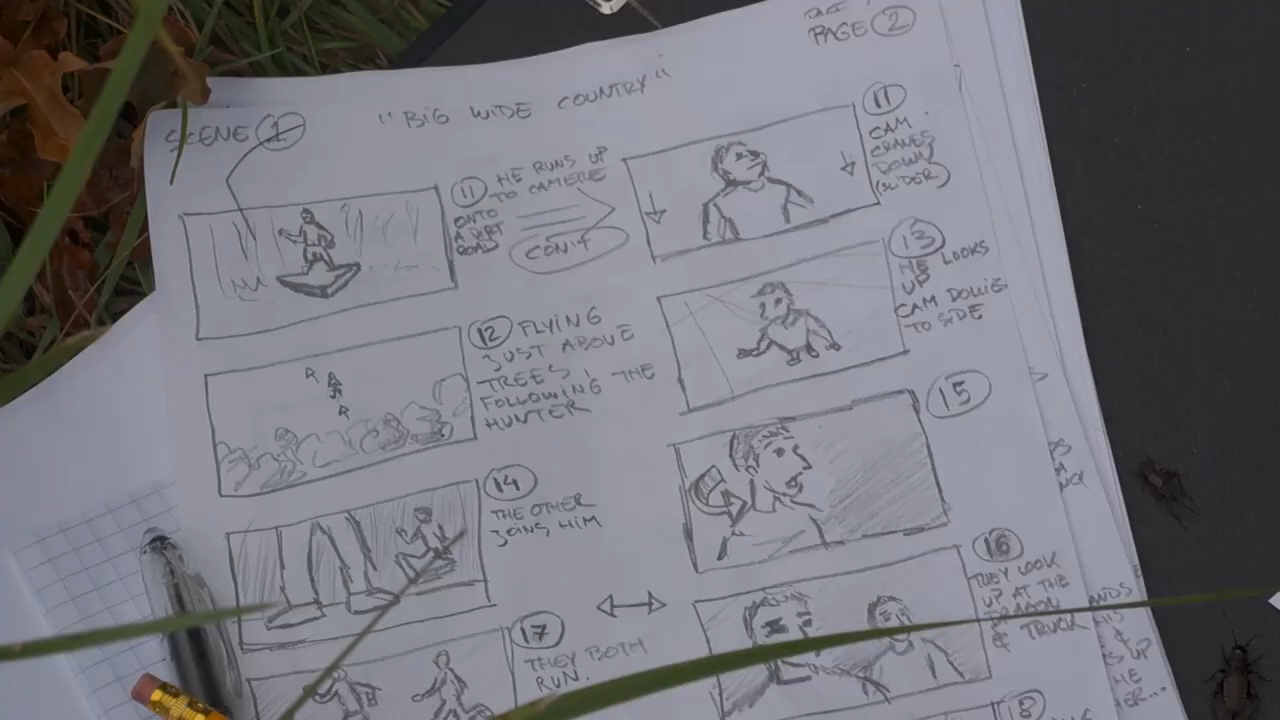 PAGE 2
"BIG WIDE COUNTRY"
SCENE 1
11 HE RUNS UP
TO CAMERE
ONTO
A DIRT
ROAD
CON'T
11
CAM.
CRANES
DOWN
(SLIDER)
12 FLYING
JUST ABOVE
TREES,
FOLLOWING THE
HUNTER
13
HE LOOKS
UP
CAM DOLLIES
TO SIDE
14
THE OTHER
JOINS HIM
15
16
THEY LOOK
UP AT THE
DRAGON
& TRUCK
17
THEY BOTH
RUN.
18